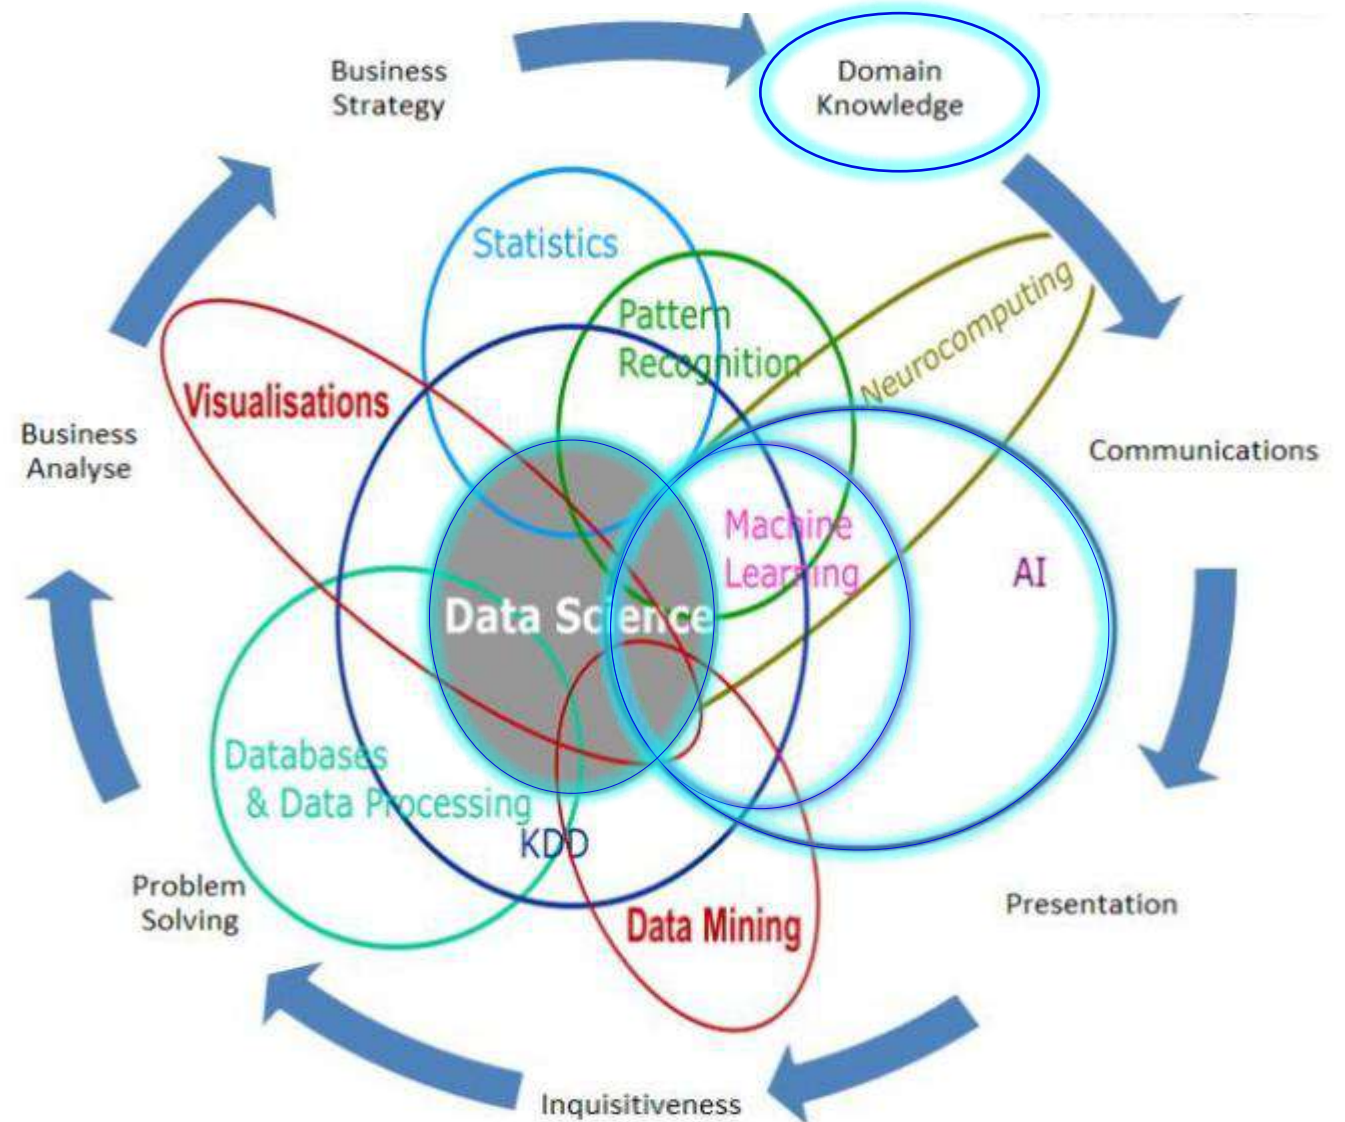 Business
Strategy
Domain
Knowledge
Statistics
Pattern
Recognition
Neurocomputing
Visualisations
Business
Analyse
Communications
Machine
Learning
AI
Data Science
Databases
& Data Processing
KDD
Problem
Solving
Presentation
Data Mining
Inquisitiveness